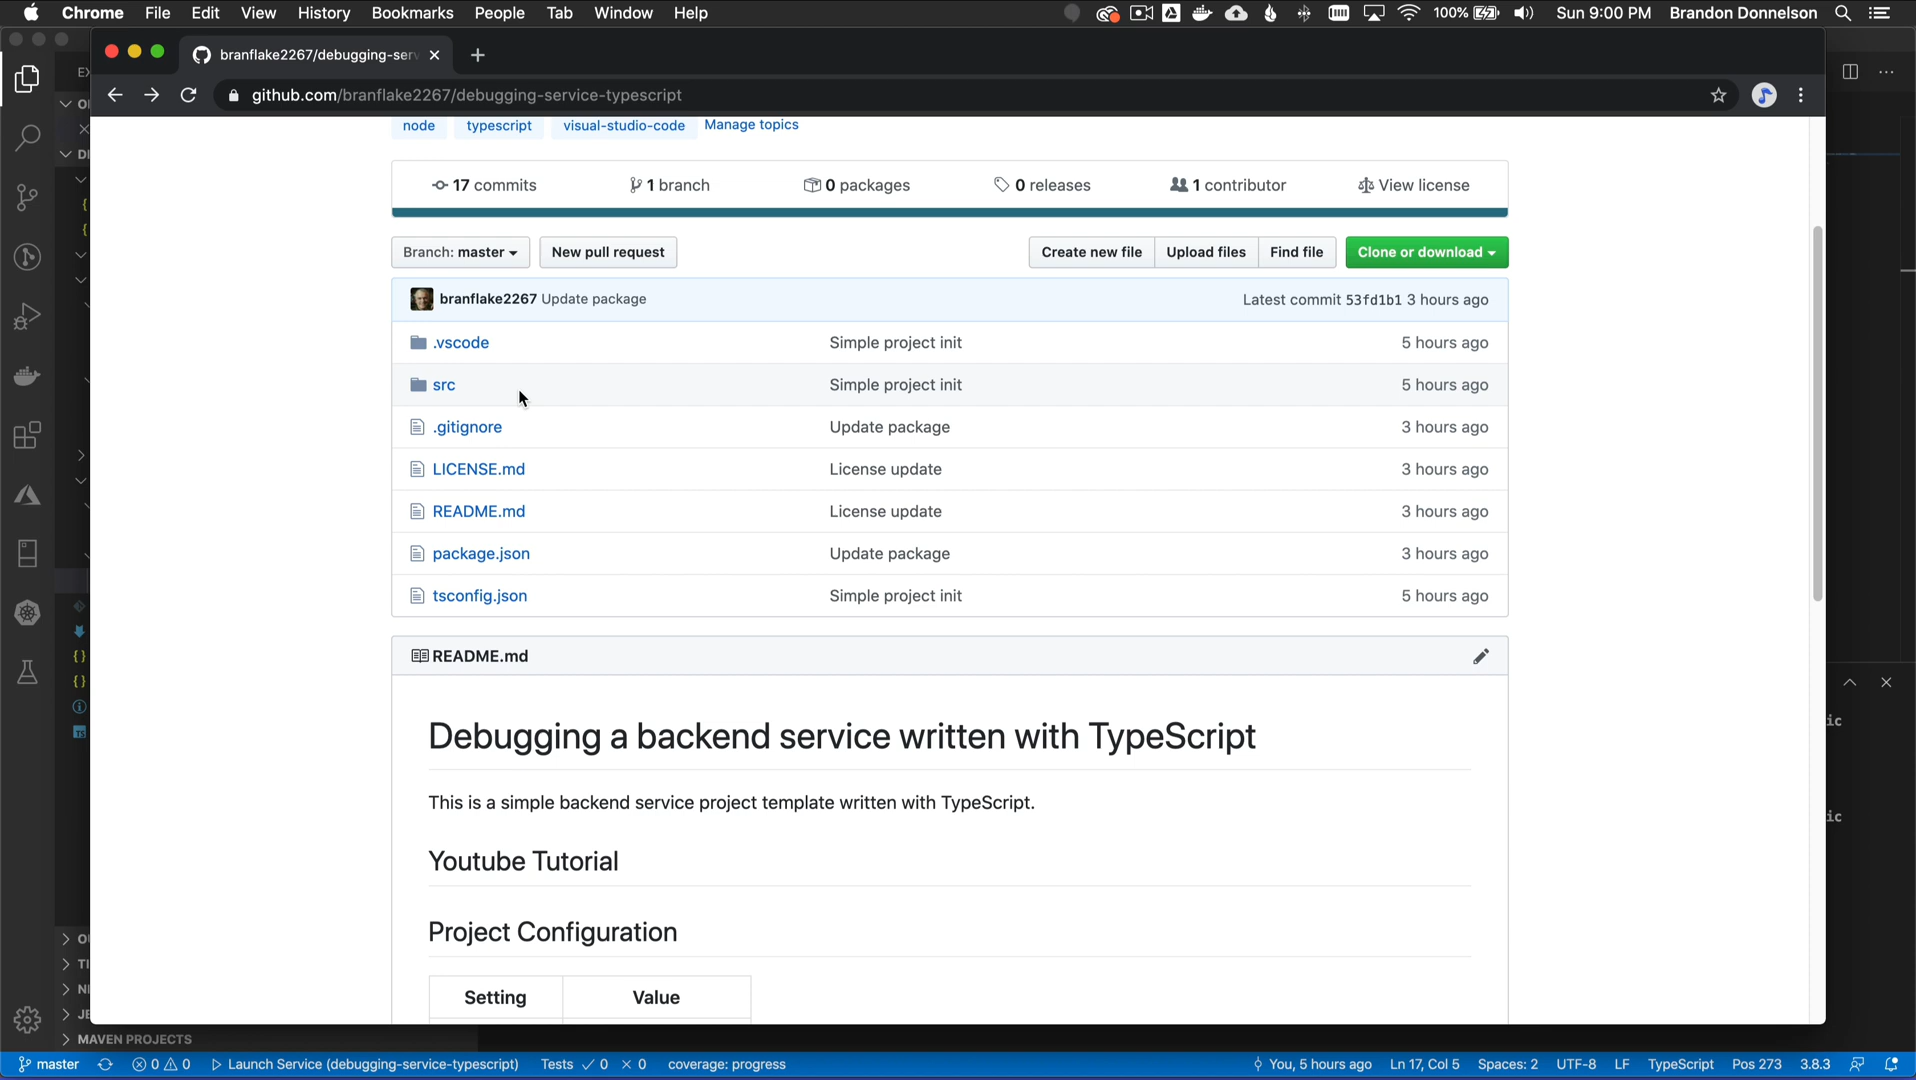 Chrome File Edit View History Bookmarks People Tab Window Help 100% Sun 9:00 PM Brandon Donnelson
branflake2267/debugging-ser
github.com/branflake2267/debugging-service-typescript
node typescript visual-studio-code Manage topics
17 commits 1 branch 0 packages 0 releases 1 contributor View license
Branch: master New pull request Create new file Upload files Find file Clone or download
branflake2267 Update package Latest commit 53fd1b1 3 hours ago
.vscode Simple project init 5 hours ago
src Simple project init 5 hours ago
.gitignore Update package 3 hours ago
LICENSE.md License update 3 hours ago
README.md License update 3 hours ago
package.json Update package 3 hours ago
tsconfig.json Simple project init 5 hours ago
README.md
Debugging a backend service written with TypeScript
This is a simple backend service project template written with TypeScript.
Youtube Tutorial
Project Configuration
Setting Value
ic
ic
MAVEN PROJECTS
master 0 0 Launch Service (debugging-service-typescript) Tests ✓ 0 × 0 coverage: progress You, 5 hours ago Ln 17, Col 5 Spaces: 2 UTF-8 LF TypeScript Pos 273 3.8.3